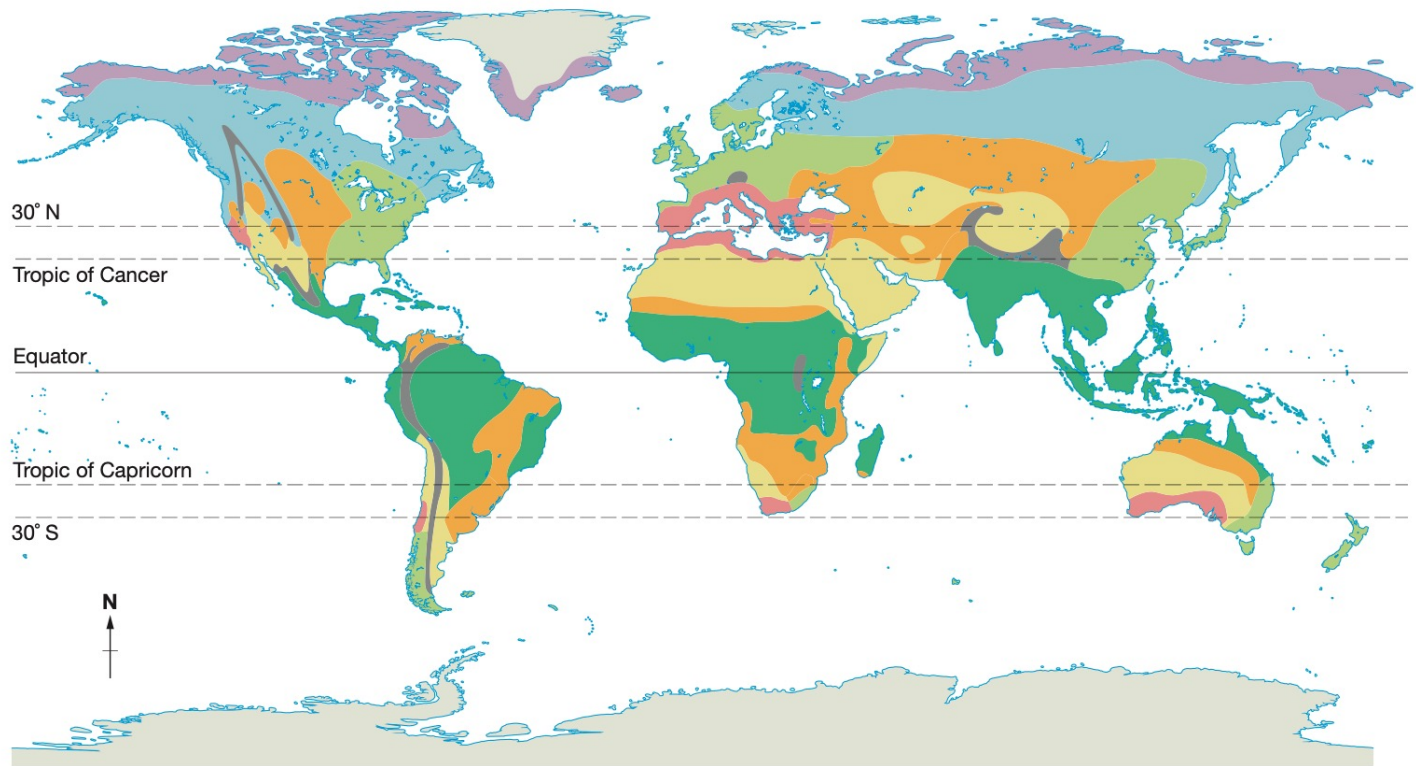 30° N
Tropic of Cancer
Equator
Tropic of Capricorn
30° S
N